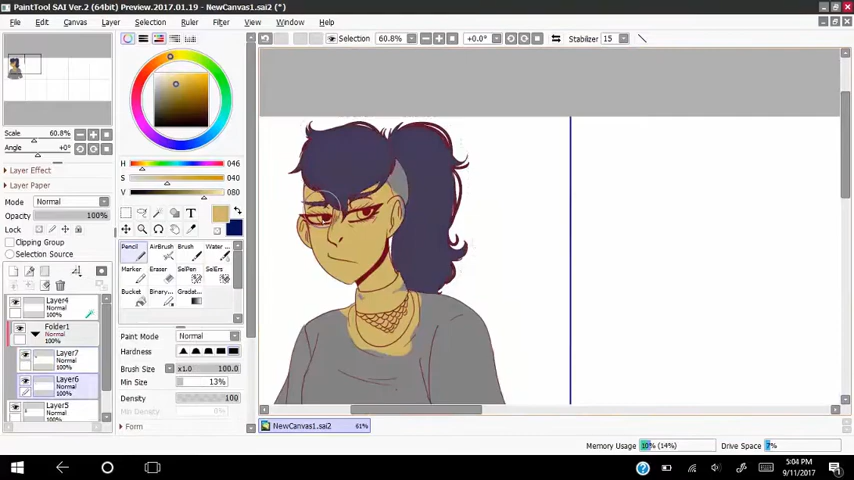 PaintTool SAI Ver.2 (64bit) Preview.2017.01.19 - NewCanvas1.sai2 (61%)
File Edit Canvas Layer Selection Ruler Filter View Window Help
Selection 60.8% +0.0° Stabilizer 15
Scale 60.8%
Angle +0°
Layer Effect
Layer Paper
Mode Normal
Opacity 100%
Lock
Clipping Group
Selection Source
Layer4
Normal
100%
Folder1
Normal
100%
Layer7
Normal
100%
Layer6
Normal
100%
Layer5
Normal
H 046
S 040
V 080
T
Pencil AirBrush Brush Water ...
Marker Eraser SelPen SelErs
Bucket Binary... Gradat...
Paint Mode Normal
Hardness
Brush Size x1.0 100.0
Min Size 13%
Density 100
Min Density
Form
NewCanvas1.sai2 61%
Memory Usage 10% (14%) Drive Space 7%
5:04 PM
9/11/2017